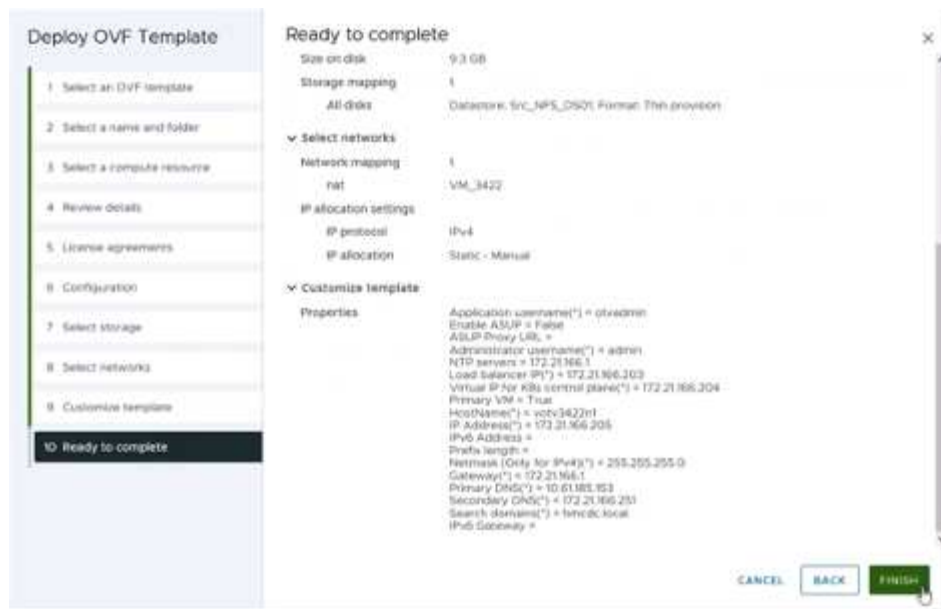 Deploy OVF Template
1 Select an OVF template
2 Select a name and folder
3 Select a compute resource
4 Review details
5 License agreements
6 Configuration
7 Select storage
8 Select networks
9 Customize template
10 Ready to complete
Ready to complete
Size on disk 9.3 GB
Storage mapping 1
All disks Datastore: Src_NFS_DS01; Format: Thin provision
Select networks
Network mapping 1
nat VM_3422
IP allocation settings
IP protocol IPv4
IP allocation Static - Manual
Customize template
Properties Application username(*) = otvadmin
Enable ASUP = False
ASUP Proxy URL =
Administrator username(*) = admin
NTP servers = 172.21.166.1
Load balancer IP(*) = 172.21.166.203
Virtual IP for K8s control plane(*) = 172.21.166.204
Primary VM = True
HostName(*) = votv3422n1
IP Address(*) = 172.21.166.205
IPv6 Address =
Prefix length =
Netmask (Only for IPv4)(*) = 255.255.255.0
Gateway(*) = 172.21.166.1
Primary DNS(*) = 10.61.185.153
Secondary DNS(*) = 172.21.166.251
Search domains(*) = hmcdc.local
IPv6 Gateway =
CANCEL BACK FINISH